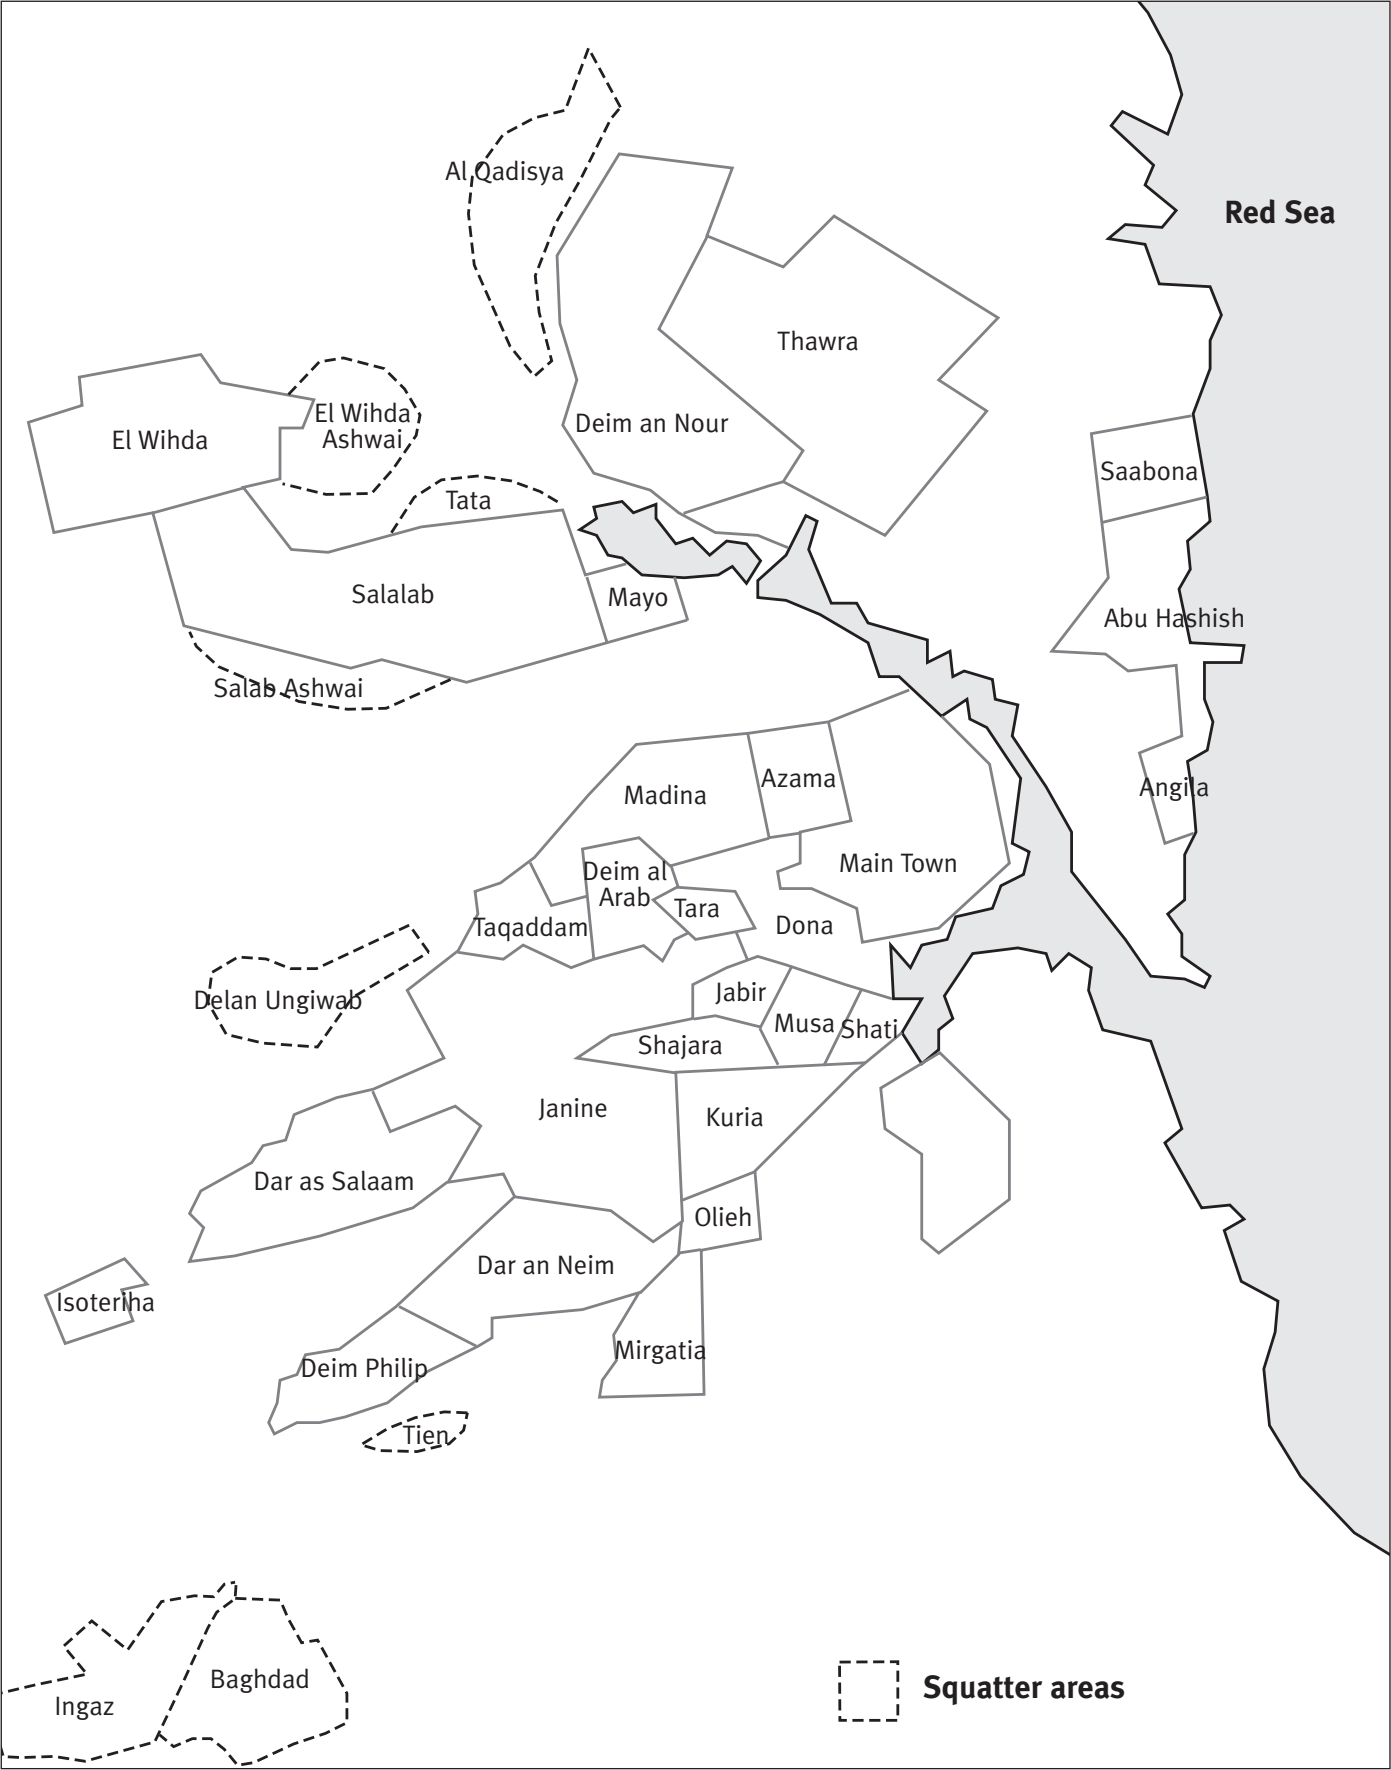 Al Qadisya
Red Sea
Thawra
El Wihda
El Wihda
Ashwai
Deim an Nour
Saabona
Tata
Salalab
Mayo
Abu Hashish
Salab Ashwai
Madina
Azama
Angila
Main Town
Deim al
Arab
Tara
Taqaddam
Dona
Delan Ungiwab
Jabir
Musa
Shati
Shajara
Janine
Kuria
Dar as Salaam
Olieh
Dar an Neim
Isoteriha
Mirgatia
Deim Philip
Tien
Baghdad
Ingaz
Squatter areas